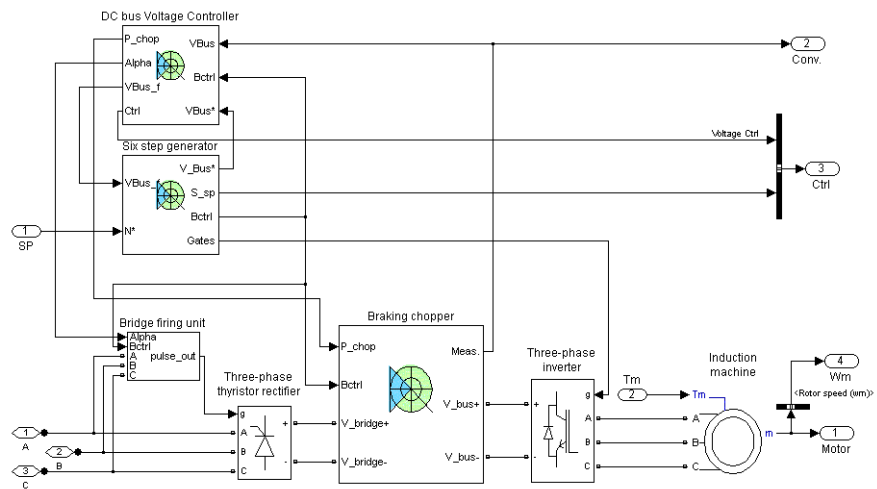 DC bus Voltage Controller
P_chop
VBus
Alpha
Bctrl
VBus_f
Ctrl
VBus*
2
Conv.
Voltage Ctrl
3
Ctrl
Six step generator
V_Bus*
VBus_f
S_sp
Bctrl
N*
Gates
1
SP
Bridge firing unit
Alpha
Bctrl
A
pulse_out
B
C
Three-phase
thyristor rectifier
g
+
A
B
-
C
1
A
2
B
3
C
Braking chopper
P_chop
Meas.
Bctrl
V_bus+
V_bridge+
V_bus-
V_bridge-
Three-phase
inverter
g
+
A
B
-
C
Tm
2
Induction
machine
Tm
A
B
C
m
4
Wm
<Rotor speed (wm)>
1
Motor